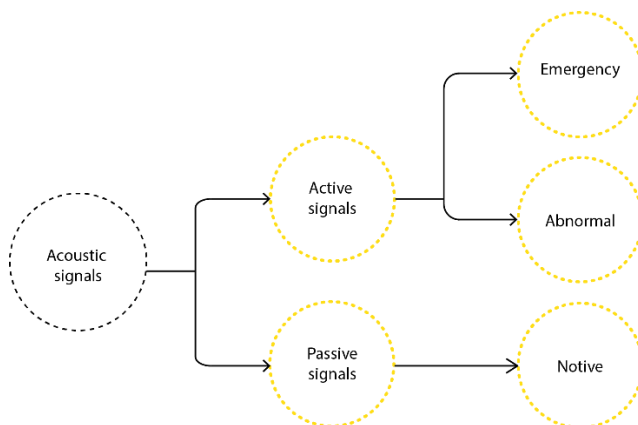 Emergency
Active
signals
Abnormal
Acoustic
signals
Passive
signals
Notive